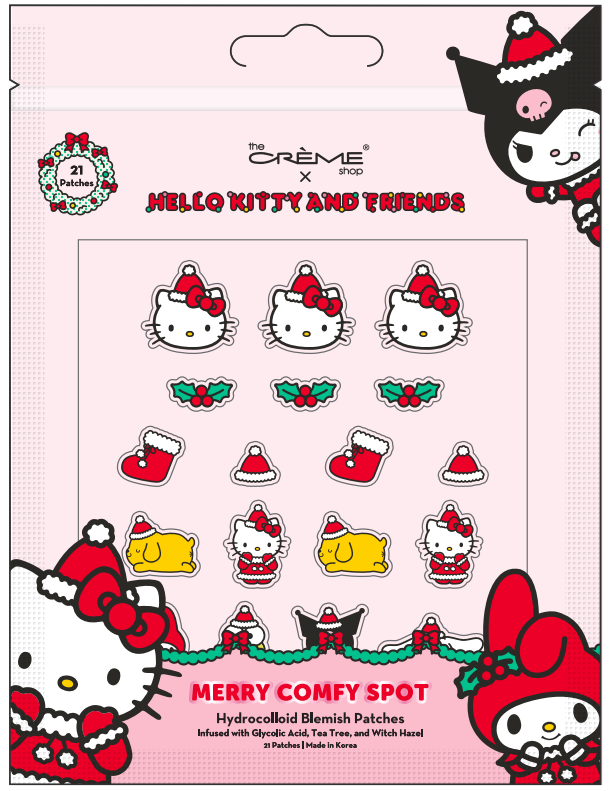 21
Patches
the
CRÈME®
shop
×
HELLO KITTY AND FRIENDS
MERRY COMFY SPOT
Hydrocolloid Blemish Patches
Infused with Glycolic Acid, Tea Tree, and Witch Hazel
21 Patches | Made in Korea